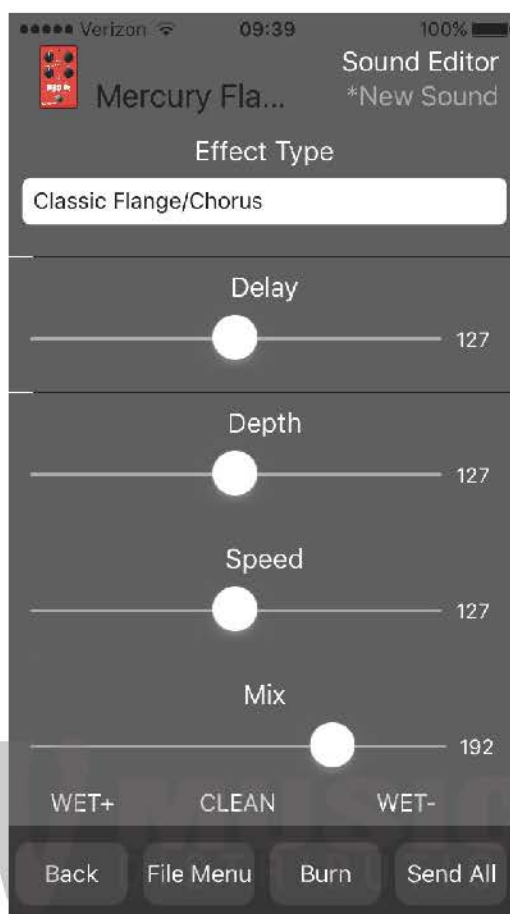 Verizon 09:39 100%
Sound Editor
Mercury Fla... *New Sound
Effect Type
Classic Flange/Chorus
Delay
127
Depth
127
Speed
127
Mix
192
WET+ CLEAN WET-
Back File Menu Burn Send All